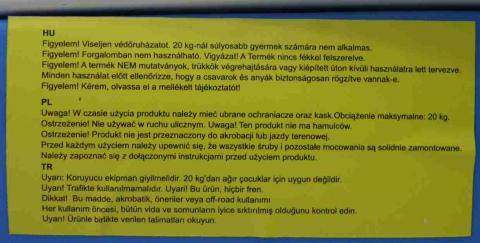 HU
Figyelem! Viseljen védőruházatot. 20 kg-nál súlyosabb gyermek számára nem alkalmas.
Figyelem! Forgalomban nem használható. Vigyázat! A Termék nincs fékkel felszerelve.
Figyelem! A termék NEM mutatványok, trükkök végrehajtására vagy kiépített úton kívüli használatra lett tervezve.
Minden használat előtt ellenőrizze, hogy a csavarok és anyák biztonságosan rögzítve vannak-e.
Figyelem! Kérem, olvassa el a mellékelt tájékoztatót!
PL
Uwaga! W czasie użycia produktu należy mieć ubrane ochraniacze oraz kask.Obciążenie maksymalne: 20 kg.
Ostrzeżenie! Nie używać w ruchu ulicznym. Uwaga! Ten produkt nie ma hamulców.
Ostrzeżenie! Produkt nie jest przeznaczony do akrobacji lub jazdy terenowej.
Przed każdym użyciem należy upewnić się, że wszystkie śruby i pozostałe mocowania są solidnie zamontowane.
Należy zapoznać się z dołączonymi instrukcjami przed użyciem produktu.
TR
Uyarı: Koruyucu ekipman giyilmelidir. 20 kg'dan ağır çocuklar için uygun değildir.
Uyarı! Trafikte kullanılmamalıdır. Uyarı! Bu ürün, hiçbir fren.
Dikkat! Bu madde, akrobatik, öneriler veya off-road kullanımı
Her kullanım öncesi, bütün vida ve somunların iyice sıktırılmış olduğunu kontrol edin.
Uyarı! Ürünle birlikte verilen talimatları okuyun.